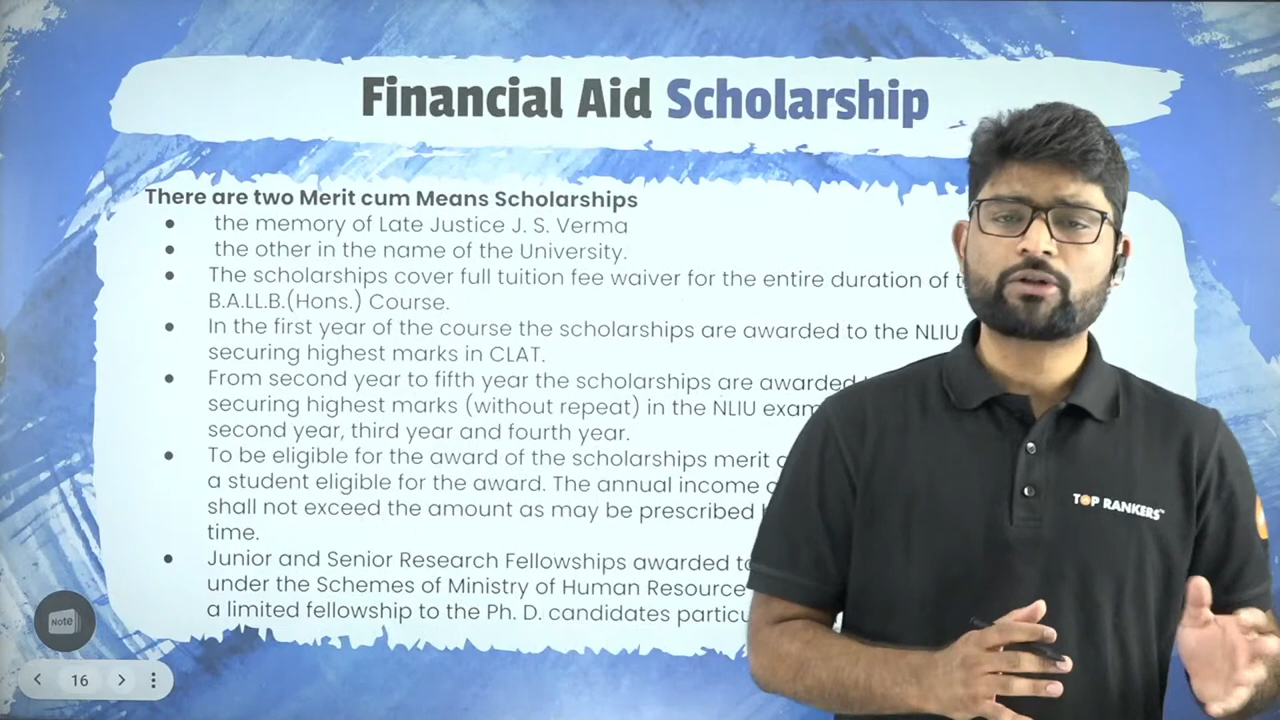 Financial Aid Scholarship
There are two Merit cum Means Scholarships
the memory of Late Justice J. S. Verma
the other in the name of the University.
The scholarships cover full tuition fee waiver for the entire duration of
B.A.LL.B.(Hons.) Course.
In the first year of the course the scholarships are awarded to the NLIU
securing highest marks in CLAT.
From second year to fifth year the scholarships are awarded
securing highest marks (without repeat) in the NLIU
second year, third year and fourth year.
To be eligible for the award of the scholarships merit
a student eligible for the award. The annual income
shall not exceed the amount as may be prescribed
time.
Junior and Senior Research Fellowships awarded
under the Schemes of Ministry of Human Resource
a limited fellowship to the Ph. D. candidates
TOP RANKERS™
Note
16